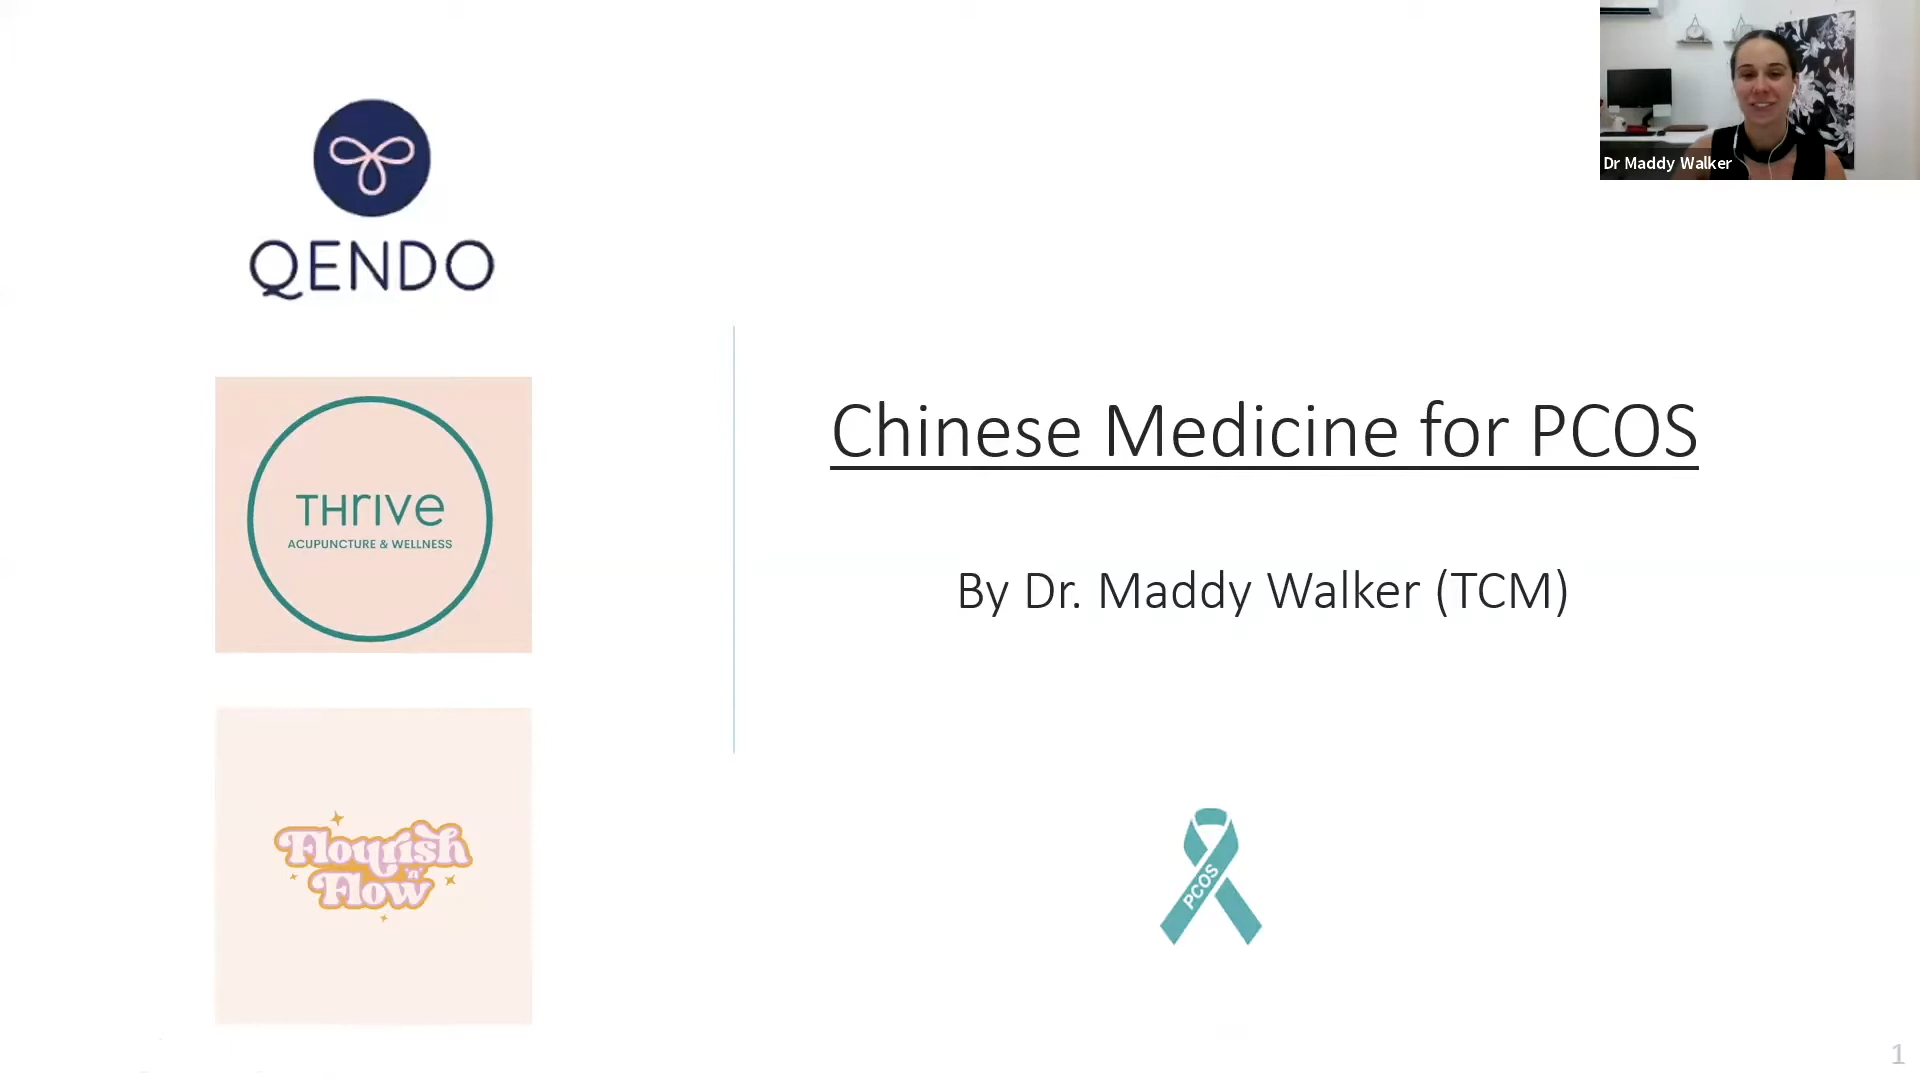 QENDO
THrive
ACUPUNCTURE & WELLNESS
Flourish
'n'
Flow
Chinese Medicine for PCOS
By Dr. Maddy Walker (TCM)
PCOS
Dr Maddy Walker
1